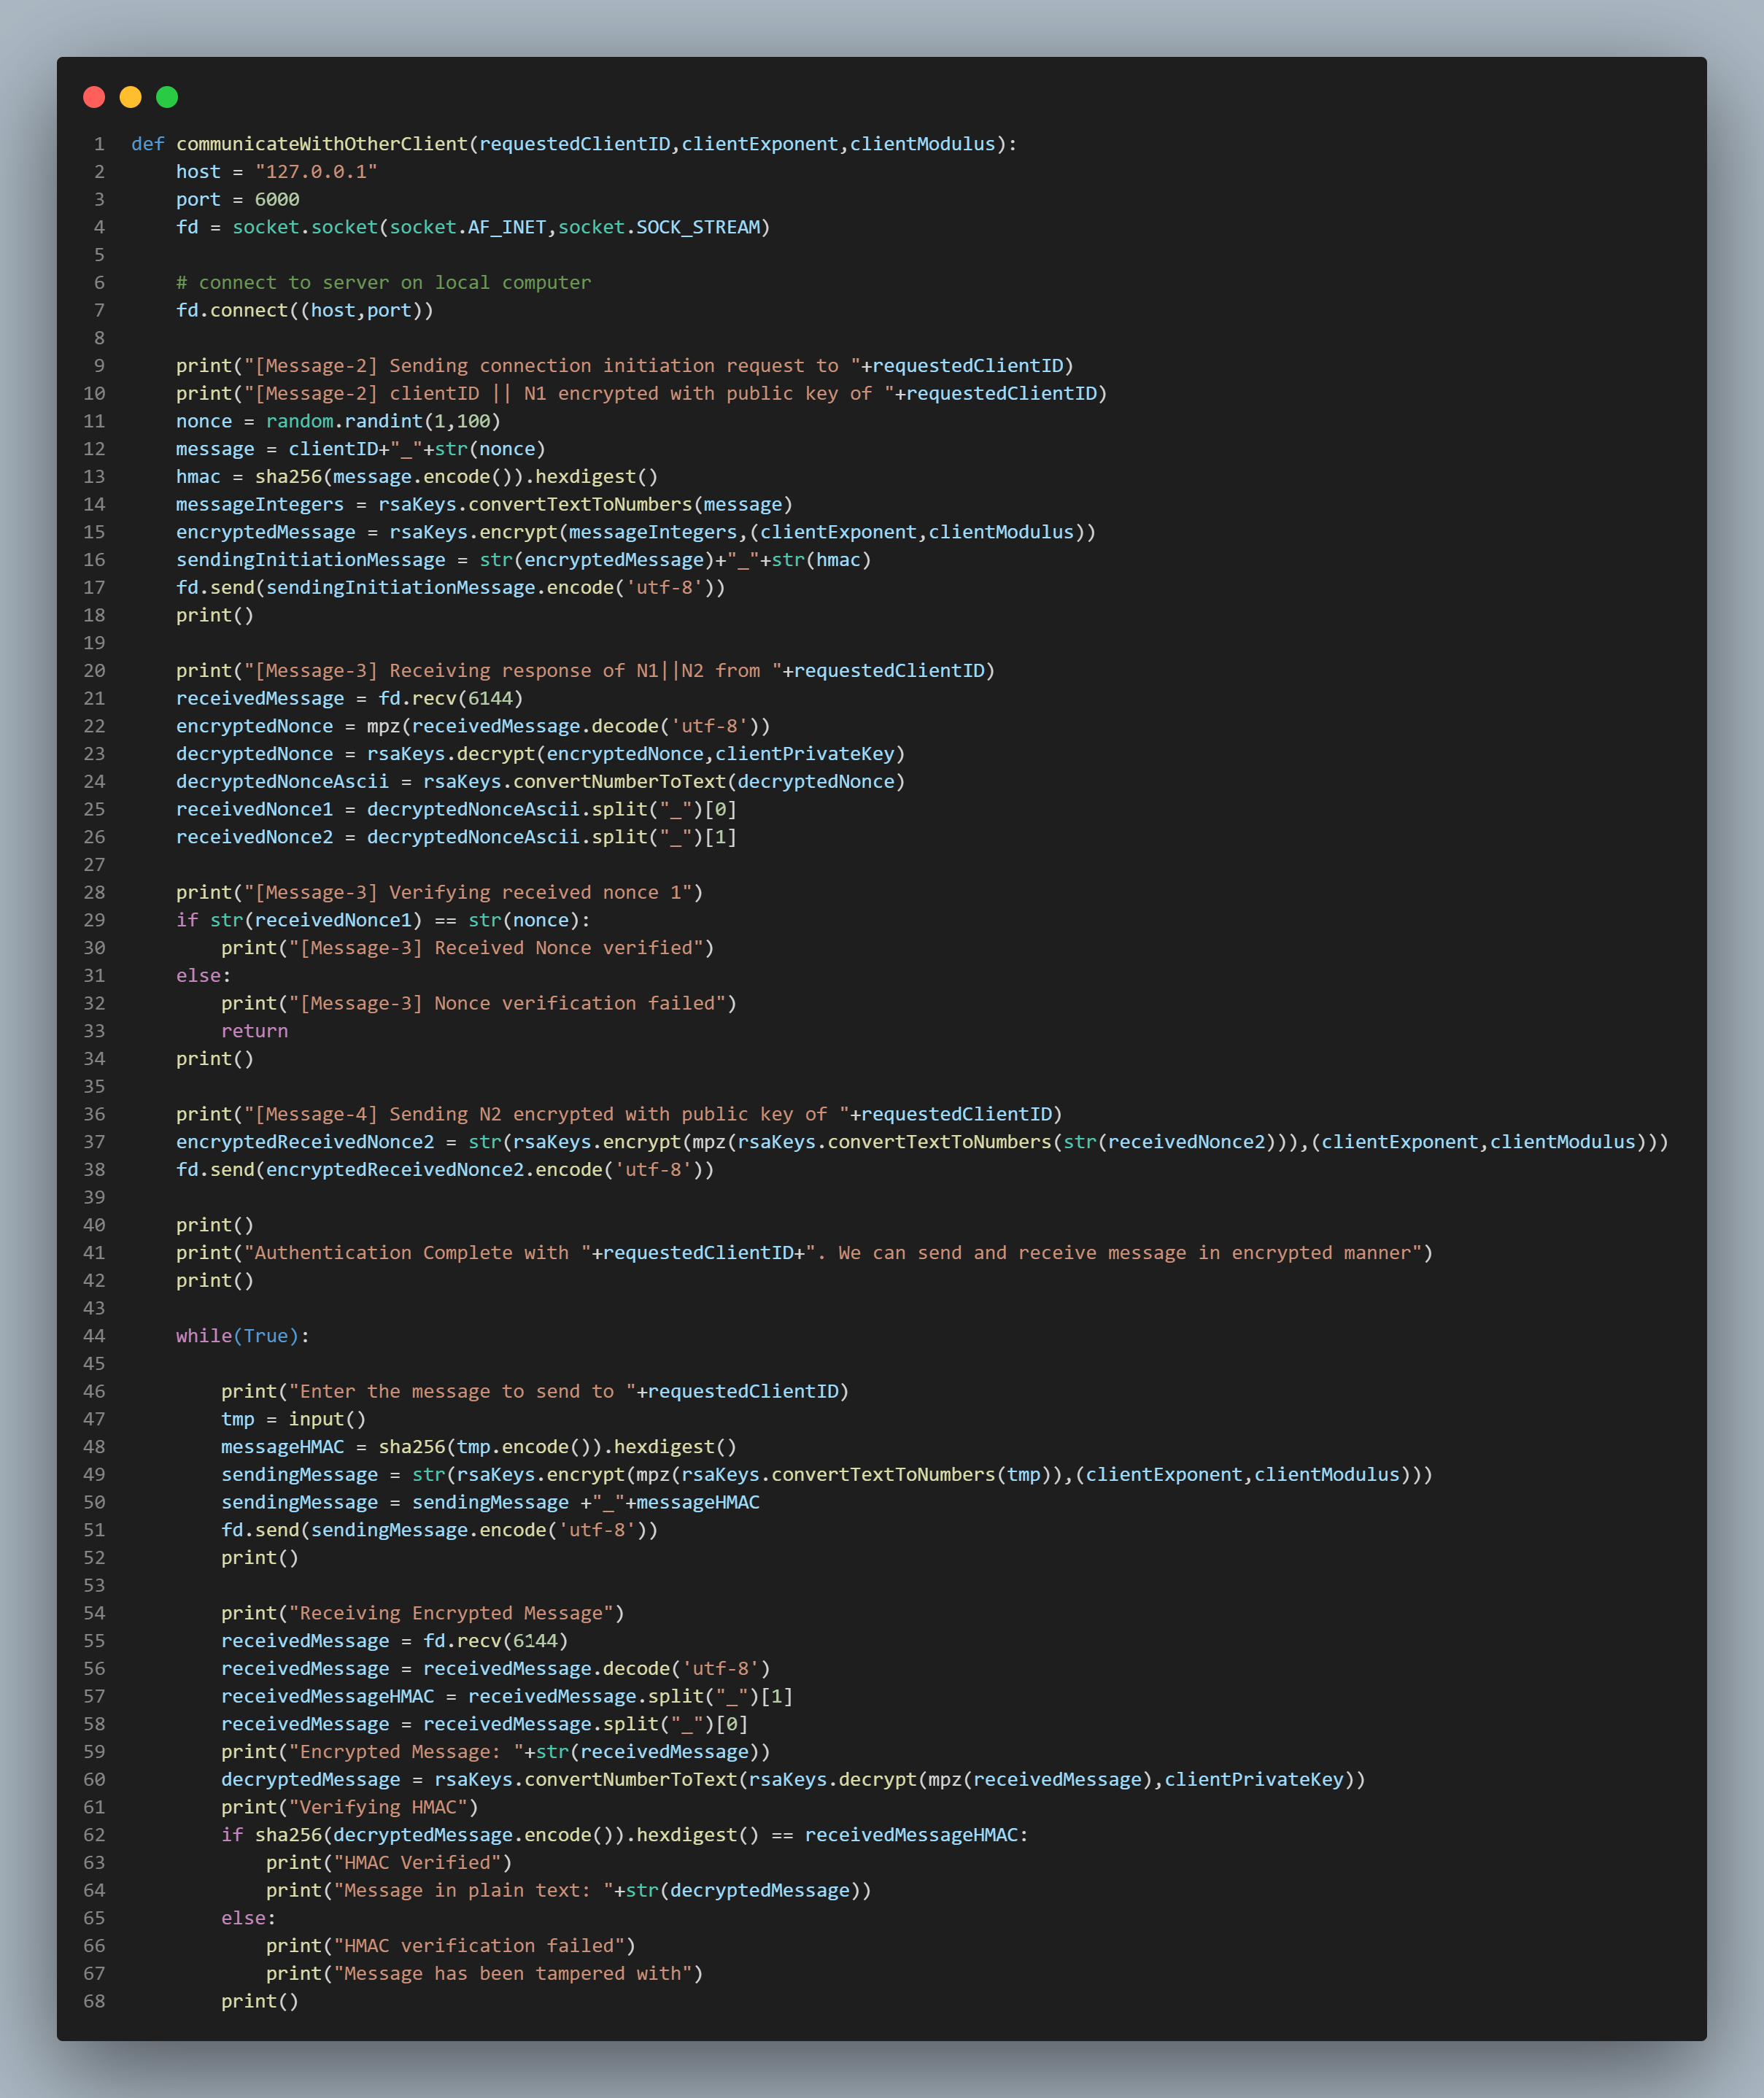 1 def communicateWithOtherClient(requestedClientID,clientExponent,clientModulus):
2     host = "127.0.0.1"
3     port = 6000
4     fd = socket.socket(socket.AF_INET,socket.SOCK_STREAM)
5
6     # connect to server on local computer
7     fd.connect((host,port))
8
9     print("[Message-2] Sending connection initiation request to "+requestedClientID)
10     print("[Message-2] clientID || N1 encrypted with public key of "+requestedClientID)
11     nonce = random.randint(1,100)
12     message = clientID+"_"+str(nonce)
13     hmac = sha256(message.encode()).hexdigest()
14     messageIntegers = rsaKeys.convertTextToNumbers(message)
15     encryptedMessage = rsaKeys.encrypt(messageIntegers,(clientExponent,clientModulus))
16     sendingInitiationMessage = str(encryptedMessage)+"_"+str(hmac)
17     fd.send(sendingInitiationMessage.encode('utf-8'))
18     print()
19
20     print("[Message-3] Receiving response of N1||N2 from "+requestedClientID)
21     receivedMessage = fd.recv(6144)
22     encryptedNonce = mpz(receivedMessage.decode('utf-8'))
23     decryptedNonce = rsaKeys.decrypt(encryptedNonce,clientPrivateKey)
24     decryptedNonceAscii = rsaKeys.convertNumberToText(decryptedNonce)
25     receivedNonce1 = decryptedNonceAscii.split("_")[0]
26     receivedNonce2 = decryptedNonceAscii.split("_")[1]
27
28     print("[Message-3] Verifying received nonce 1")
29     if str(receivedNonce1) == str(nonce):
30         print("[Message-3] Received Nonce verified")
31     else:
32         print("[Message-3] Nonce verification failed")
33         return
34     print()
35
36     print("[Message-4] Sending N2 encrypted with public key of "+requestedClientID)
37     encryptedReceivedNonce2 = str(rsaKeys.encrypt(mpz(rsaKeys.convertTextToNumbers(str(receivedNonce2))),(clientExponent,clientModulus)))
38     fd.send(encryptedReceivedNonce2.encode('utf-8'))
39
40     print()
41     print("Authentication Complete with "+requestedClientID+". We can send and receive message in encrypted manner")
42     print()
43
44     while(True):
45
46         print("Enter the message to send to "+requestedClientID)
47         tmp = input()
48         messageHMAC = sha256(tmp.encode()).hexdigest()
49         sendingMessage = str(rsaKeys.encrypt(mpz(rsaKeys.convertTextToNumbers(tmp)),(clientExponent,clientModulus)))
50         sendingMessage = sendingMessage +"_"+messageHMAC
51         fd.send(sendingMessage.encode('utf-8'))
52         print()
53
54         print("Receiving Encrypted Message")
55         receivedMessage = fd.recv(6144)
56         receivedMessage = receivedMessage.decode('utf-8')
57         receivedMessageHMAC = receivedMessage.split("_")[1]
58         receivedMessage = receivedMessage.split("_")[0]
59         print("Encrypted Message: "+str(receivedMessage))
60         decryptedMessage = rsaKeys.convertNumberToText(rsaKeys.decrypt(mpz(receivedMessage),clientPrivateKey))
61         print("Verifying HMAC")
62         if sha256(decryptedMessage.encode()).hexdigest() == receivedMessageHMAC:
63             print("HMAC Verified")
64             print("Message in plain text: "+str(decryptedMessage))
65         else:
66             print("HMAC verification failed")
67             print("Message has been tampered with")
68         print()